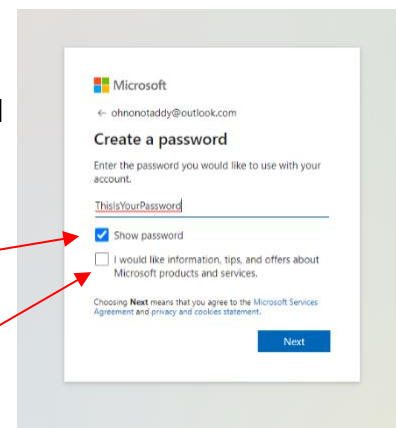 Microsoft
← ohnonotaddy@outlook.com
Create a password
Enter the password you would like to use with your
account.
ThisIsYourPassword
Show password
I would like information, tips, and offers about
Microsoft products and services.
Choosing Next means that you agree to the Microsoft Services
Agreement and privacy and cookies statement.
Next